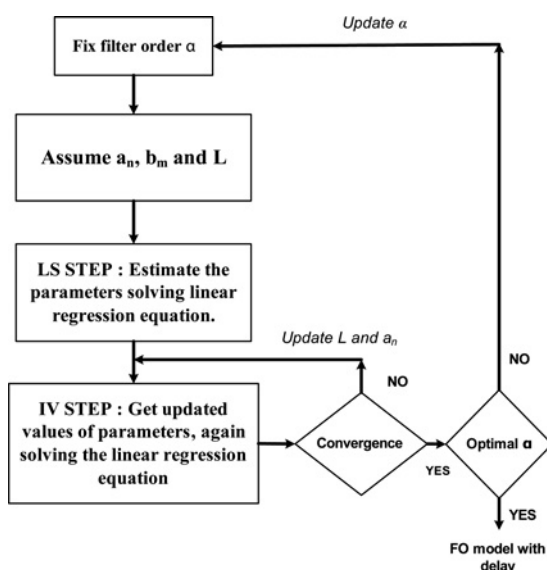 Update α
Fix filter order α
Assume an, bm and L
LS STEP : Estimate the
parameters solving linear
regression equation.
Update L and an
NO
NO
IV STEP : Get updated
values of parameters, again
solving the linear regression
equation
Convergence
YES
Optimal α
YES
FO model with
delay